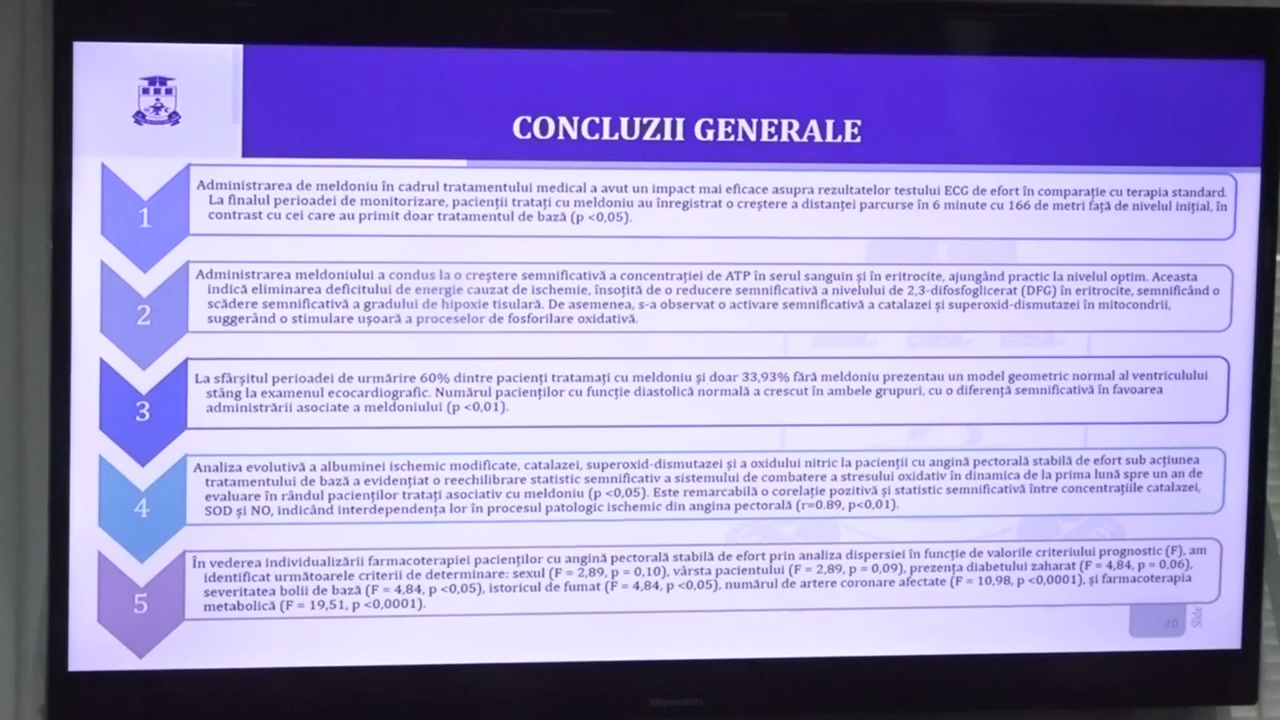 CONCLUZII GENERALE
1
Administrarea de meldoniu în cadrul tratamentului medical a avut un impact mai eficace asupra rezultatelor testului ECG de efort în comparație cu terapia standard.
La finalul perioadei de monitorizare, pacienții tratați cu meldoniu au înregistrat o creștere a distanței parcurse în 6 minute cu 166 de metri față de nivelul inițial, în
contrast cu cei care au primit doar tratamentul de bază (p <0,05).
2
Administrarea meldoniului a condus la o creștere semnificativă a concentrației de ATP în serul sanguin și în eritrocite, ajungând practic la nivelul optim. Aceasta
indică eliminarea deficitului de energie cauzat de ischemie, însoțită de o reducere semnificativă a nivelului de 2,3-difosfoglicerat (DFG) în eritrocite, semnificând o
scădere semnificativă a gradului de hipoxie tisulară. De asemenea, s-a observat o activare semnificativă a catalazei și superoxid-dismutazei în mitocondrii,
suggerând o stimulare ușoară a proceselor de fosforilare oxidativă.
3
La sfârșitul perioadei de urmărire 60% dintre pacienți tratamați cu meldoniu și doar 33,93% fără meldoniu prezentau un model geometric normal al ventriculului
stâng la examenul ecocardiografic. Numărul pacienților cu funcție diastolică normală a crescut în ambele grupuri, cu o diferență semnificativă în favoarea
administrării asociate a meldoniului (p <0,01).
4
Analiza evolutivă a albuminei ischemic modificate, catalazei, superoxid-dismutazei și a oxidului nitric la pacienții cu angină pectorală stabilă de efort sub acțiunea
tratamentului de bază a evidențiat o reechilibrare statistic semnificativ a sistemului de combatere a stresului oxidativ în dinamica de la prima lună spre un an de
evaluare în rândul pacienților tratați asociativ cu meldoniu (p <0,05). Este remarcabilă o corelație pozitivă și statistic semnificativă între concentrațiile catalazei,
SOD și NO, indicând interdependența lor în procesul patologic ischemic din angina pectorală (r=0.89, p<0,01).
5
În vederea individualizării farmacoterapiei pacienților cu angină pectorală stabilă de efort prin analiza dispersiei în funcție de valorile criteriului prognostic (F), am
identificat următoarele criterii de determinare: sexul (F = 2,89, p = 0,10), vârsta pacientului (F = 2,89, p = 0,09), prezența diabetului zaharat (F = 4,84, p = 0,06),
severitatea bolii de bază (F = 4,84, p <0,05), istoricul de fumat (F = 4,84, p <0,05), numărul de artere coronare afectate (F = 10,98, p <0,0001), și farmacoterapia
metabolică (F = 19,51, p <0,0001).
20